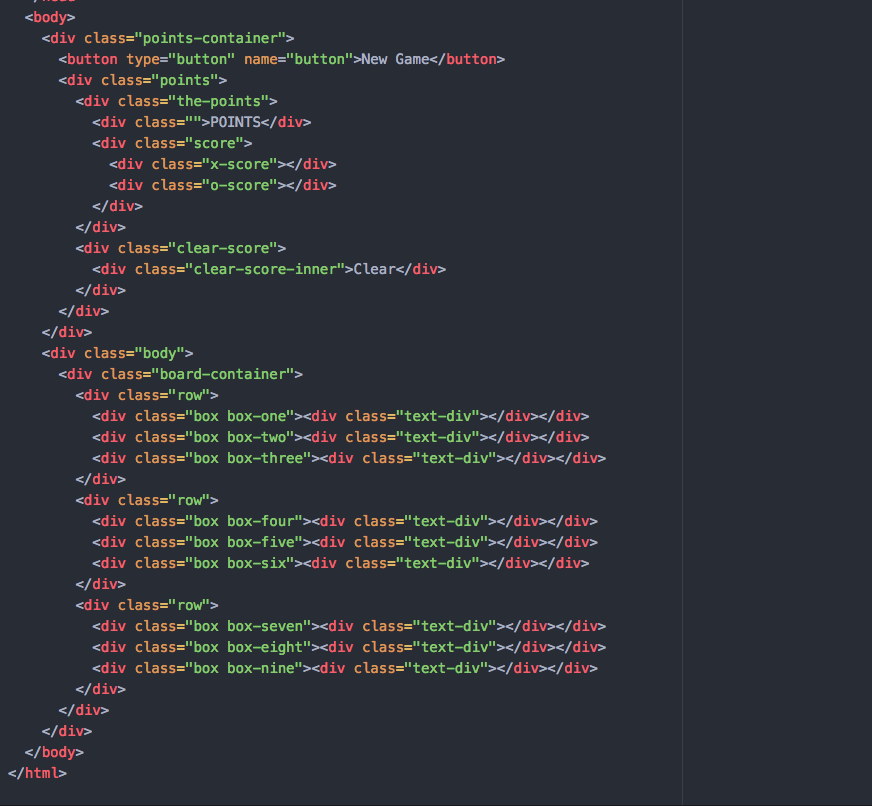 <body>
<div class="points-container">
<button type="button" name="button">New Game</button>
<div class="points">
<div class="the-points">
<div class="">POINTS</div>
<div class="score">
<div class="x-score"></div>
<div class="o-score"></div>
</div>
</div>
<div class="clear-score">
<div class="clear-score-inner">Clear</div>
</div>
</div>
</div>
<div class="body">
<div class="board-container">
<div class="row">
<div class="box box-one"><div class="text-div"></div></div>
<div class="box box-two"><div class="text-div"></div></div>
<div class="box box-three"><div class="text-div"></div></div>
</div>
<div class="row">
<div class="box box-four"><div class="text-div"></div></div>
<div class="box box-five"><div class="text-div"></div></div>
<div class="box box-six"><div class="text-div"></div></div>
</div>
<div class="row">
<div class="box box-seven"><div class="text-div"></div></div>
<div class="box box-eight"><div class="text-div"></div></div>
<div class="box box-nine"><div class="text-div"></div></div>
</div>
</div>
</div>
</body>
</html>